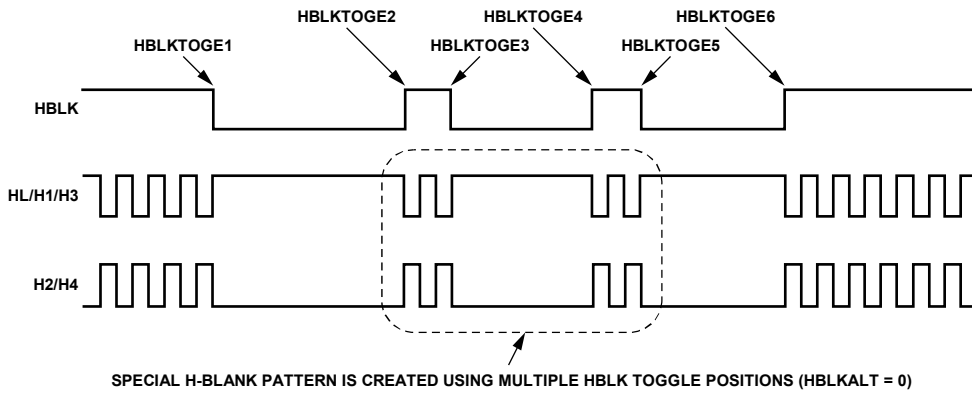 HBLKTOGE2 HBLKTOGE4 HBLKTOGE6
HBLKTOGE1 HBLKTOGE3 HBLKTOGE5
HBLK
HL/H1/H3
H2/H4
SPECIAL H-BLANK PATTERN IS CREATED USING MULTIPLE HBLK TOGGLE POSITIONS (HBLKALT = 0)